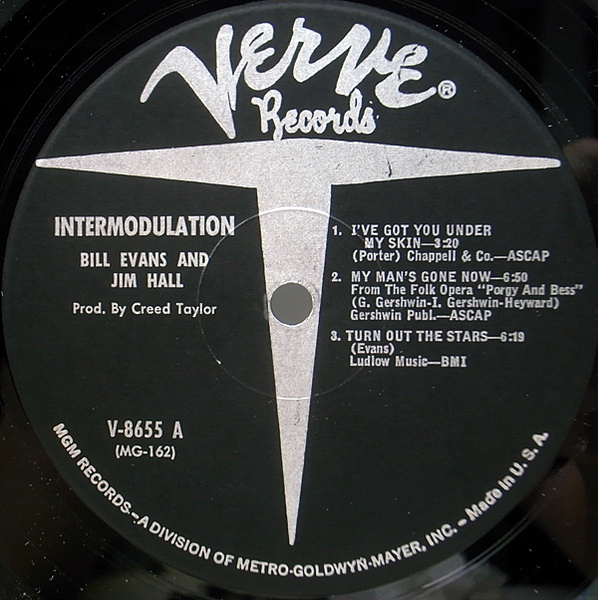 Verve®
Records
INTERMODULATION
BILL EVANS AND
JIM HALL
Prod. By Creed Taylor
V-8655 A
(MG-162)
1. I'VE GOT YOU UNDER
MY SKIN—3:20
(Porter) Chappell & Co.—ASCAP
2. MY MAN'S GONE NOW—6:50
From The Folk Opera "Porgy And Bess"
(G. Gershwin-I. Gershwin-Heyward)
Gershwin Publ.—ASCAP
3. TURN OUT THE STARS—6:19
(Evans)
Ludlow Music—BMI
MGM RECORDS–A DIVISION OF METRO-GOLDWYN-MAYER, INC. – Made in U. S. A.